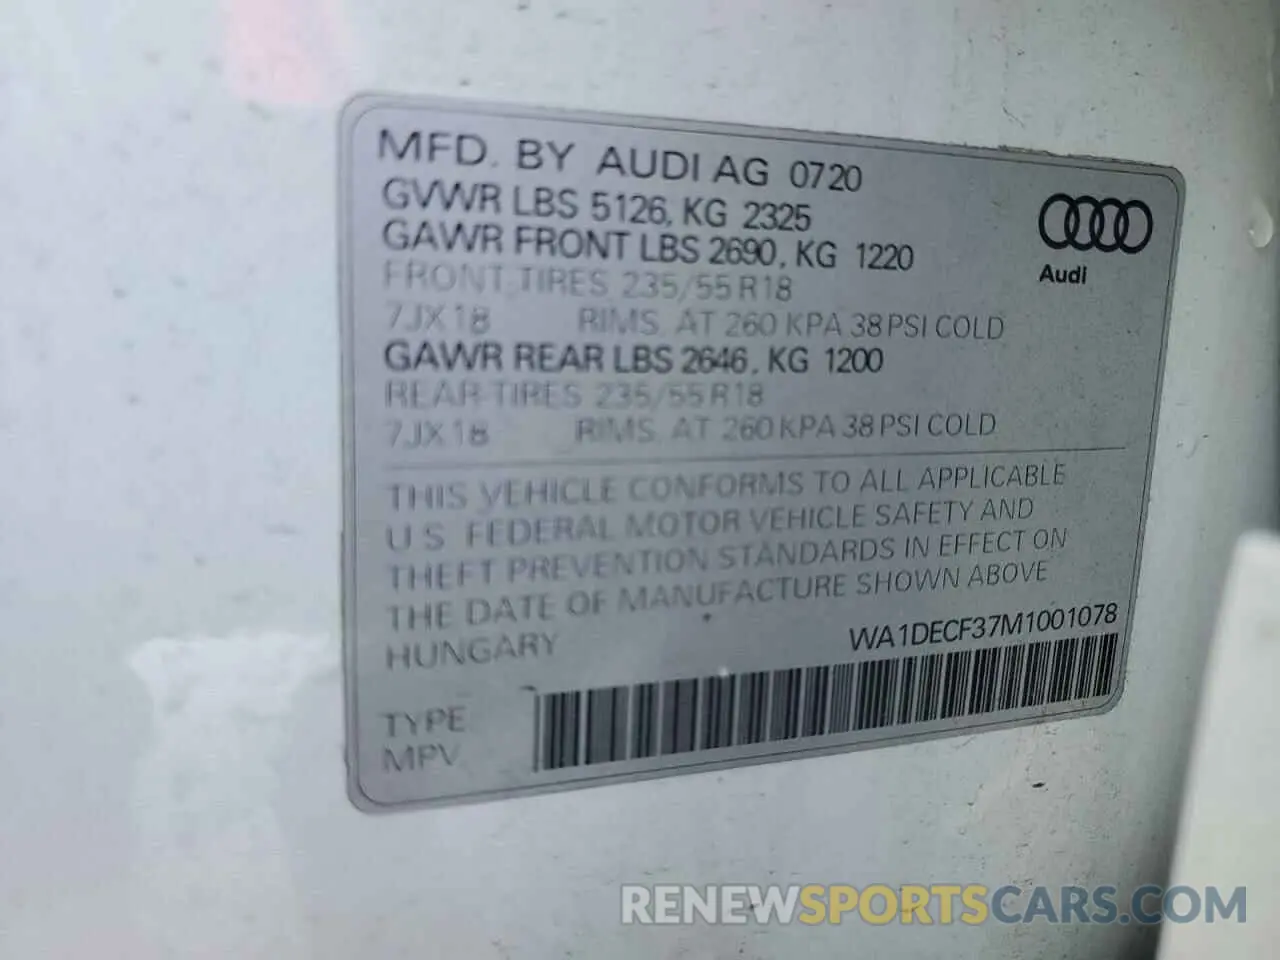 MFD. BY AUDI AG 0720
GVWR LBS 5126, KG 2325
GAWR FRONT LBS 2690, KG 1220
FRONT TIRES 235/55 R18
7JX18 RIMS AT 260 KPA 38 PSI COLD
GAWR REAR LBS 2646, KG 1200
REAR TIRES 235/55 R18
7JX18 RIMS AT 260 KPA 38 PSI COLD
Audi
THIS VEHICLE CONFORMS TO ALL APPLICABLE
U S FEDERAL MOTOR VEHICLE SAFETY AND
THEFT PREVENTION STANDARDS IN EFFECT ON
THE DATE OF MANUFACTURE SHOWN ABOVE
HUNGARY
WA1DECF37M1001078
TYPE
MPV
RENEWSPORTSCARS.COM